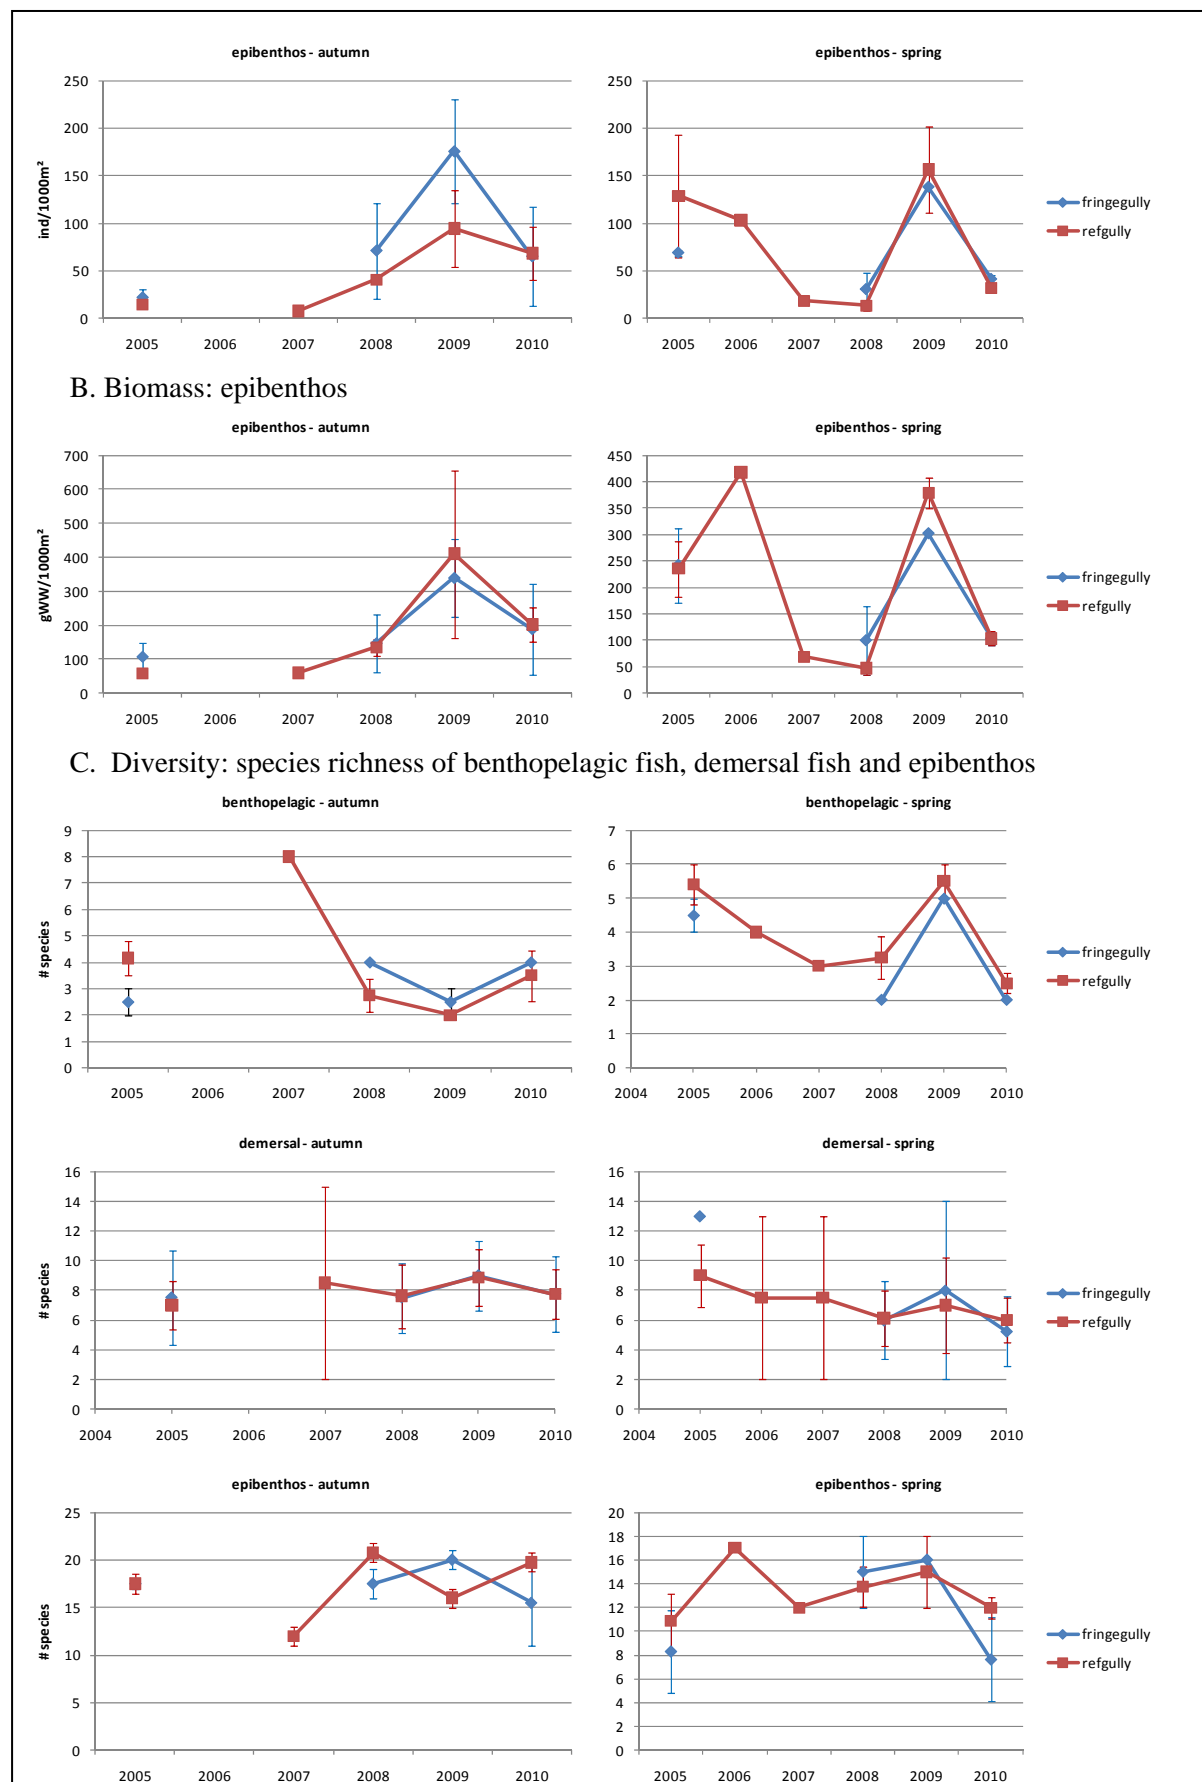 epibenthos - autumn
250
200
150
100
50
0
ind/1000m²
2005 2006 2007 2008 2009 2010
epibenthos - spring
250
200
150
100
50
0
2005 2006 2007 2008 2009 2010
fringegully
refgully
B. Biomass: epibenthos
epibenthos - autumn
700
600
500
400
300
200
100
0
gWW/1000m²
2005 2006 2007 2008 2009 2010
epibenthos - spring
450
400
350
300
250
200
150
100
50
0
2005 2006 2007 2008 2009 2010
fringegully
refgully
C. Diversity: species richness of benthopelagic fish, demersal fish and epibenthos
benthopelagic - autumn
9
8
7
6
5
4
3
2
1
0
# species
2005 2006 2007 2008 2009 2010
benthopelagic - spring
7
6
5
4
3
2
1
0
2004 2005 2006 2007 2008 2009 2010
fringegully
refgully
demersal - autumn
16
14
12
10
8
6
4
2
0
# species
2004 2005 2006 2007 2008 2009 2010
demersal - spring
16
14
12
10
8
6
4
2
0
2004 2005 2006 2007 2008 2009 2010
fringegully
refgully
epibenthos - autumn
25
20
15
10
5
0
# species
2005 2006 2007 2008 2009 2010
epibenthos - spring
20
18
16
14
12
10
8
6
4
2
0
2005 2006 2007 2008 2009 2010
fringegully
refgully